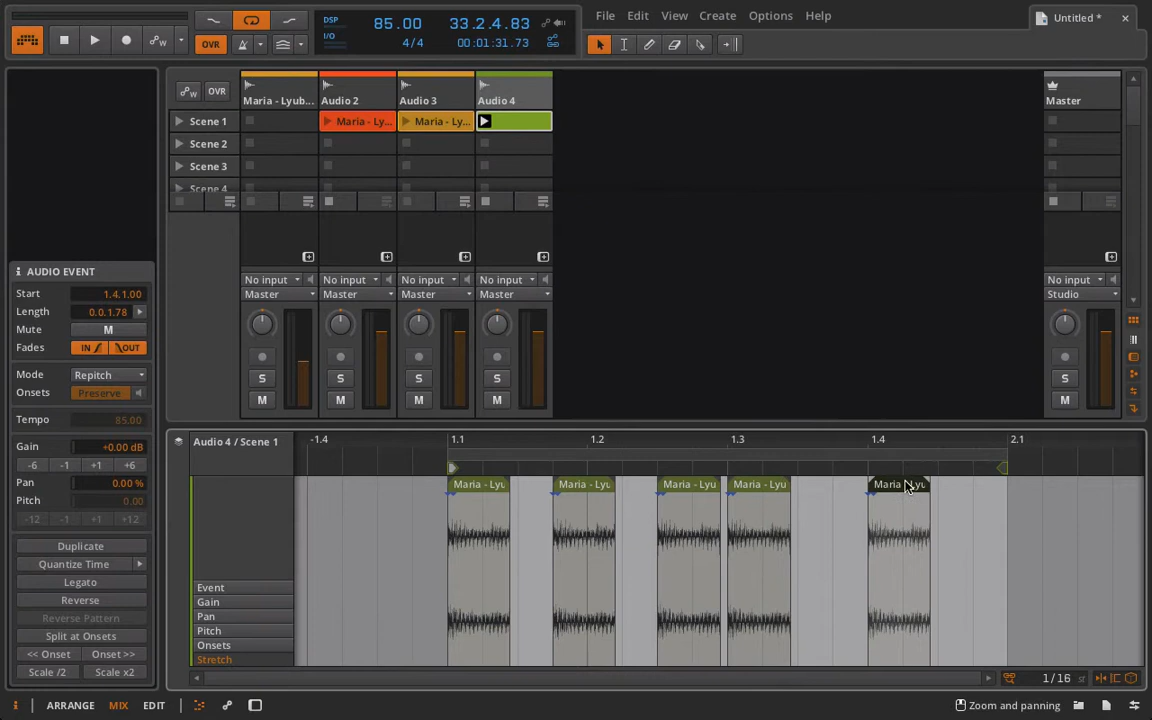 DSP 85.00 33.2.4.83
I/O 4/4 00:01:31.73
OVR
File Edit View Create Options Help
Untitled *
OVR
Maria - Lyub... Audio 2 Audio 3 Audio 4 Master
Scene 1 Maria - Ly... Maria - Ly...
Scene 2
Scene 3
Scene 4
No input No input No input No input No input
Master Master Master Master Studio
S S S S S
M M M M M
AUDIO EVENT
Start 1.4.1.00
Length 0.0.1.78
Mute M
Fades IN OUT
Mode Repitch
Onsets Preserve
Tempo 85.00
Gain +0.00 dB
-6 -1 +1 +6
Pan 0.00 %
Pitch 0.00
-12 -1 +1 +12
Duplicate
Quantize Time
Legato
Reverse
Reverse Pattern
Split at Onsets
<< Onset Onset >>
Scale /2 Scale x2
Audio 4 / Scene 1 -1.4 1.1 1.2 1.3 1.4 2.1
Maria - Lyu Maria - Lyu Maria - Lyu Maria - Lyu Maria - Lyu
Event
Gain
Pan
Pitch
Onsets
Stretch
1/16
ARRANGE MIX EDIT Zoom and panning